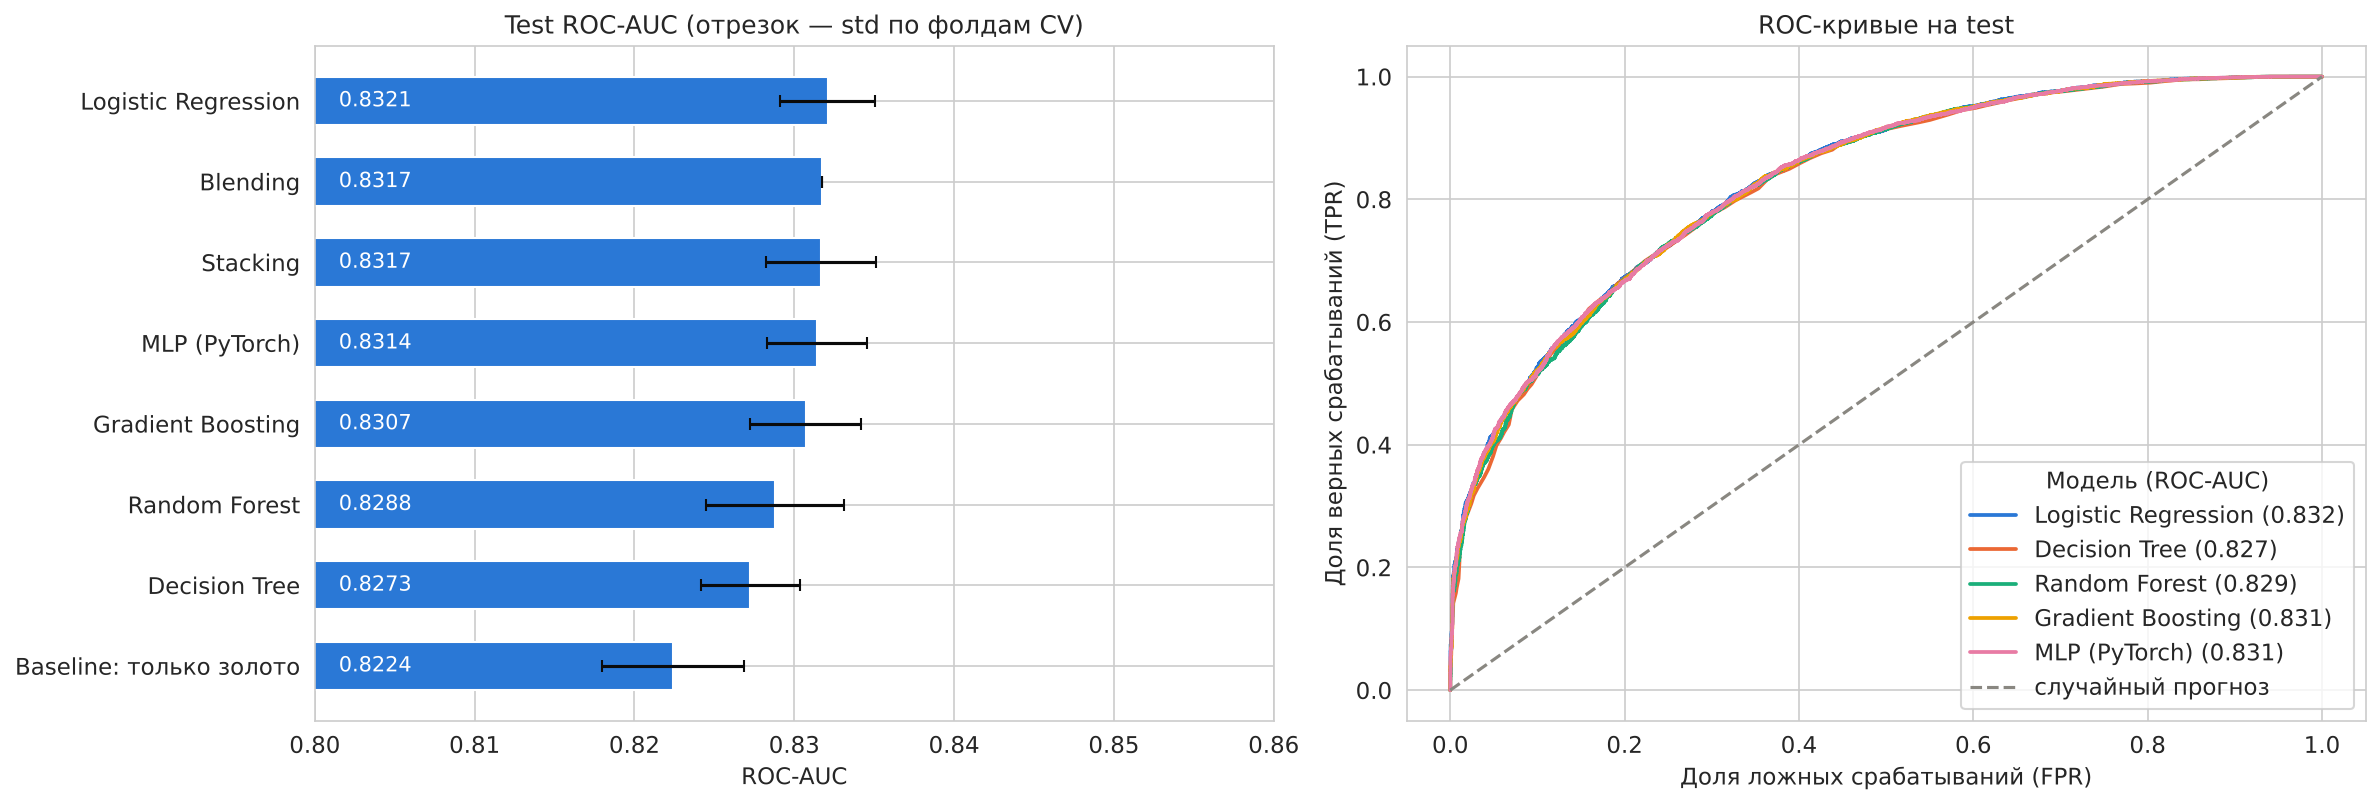 Test ROC-AUC (отрезок — std по фолдам CV)
Logistic Regression
0.8321
Blending
0.8317
Stacking
0.8317
MLP (PyTorch)
0.8314
Gradient Boosting
0.8307
Random Forest
0.8288
Decision Tree
0.8273
Baseline: только золото
0.8224
0.80 0.81 0.82 0.83 0.84 0.85 0.86
ROC-AUC
ROC-кривые на test
Доля верных срабатываний (TPR)
1.0
0.8
0.6
0.4
0.2
0.0
Модель (ROC-AUC)
Logistic Regression (0.832)
Decision Tree (0.827)
Random Forest (0.829)
Gradient Boosting (0.831)
MLP (PyTorch) (0.831)
случайный прогноз
0.0 0.2 0.4 0.6 0.8 1.0
Доля ложных срабатываний (FPR)